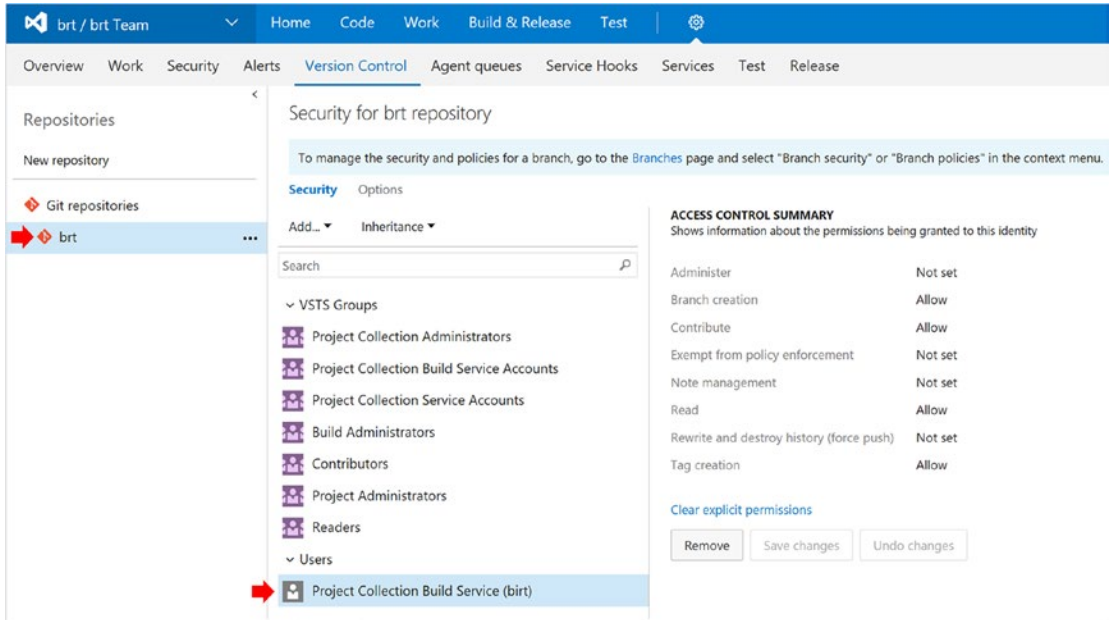 brt / brt Team
Home Code Work Build & Release Test
Overview Work Security Alerts Version Control Agent queues Service Hooks Services Test Release
Repositories
New repository
Git repositories
brt
...
Security for brt repository
To manage the security and policies for a branch, go to the Branches page and select "Branch security" or "Branch policies" in the context menu.
Security Options
Add... Inheritance
Search
VSTS Groups
Project Collection Administrators
Project Collection Build Service Accounts
Project Collection Service Accounts
Build Administrators
Contributors
Project Administrators
Readers
Users
Project Collection Build Service (birt)
ACCESS CONTROL SUMMARY
Shows information about the permissions being granted to this identity
Administer Not set
Branch creation Allow
Contribute Allow
Exempt from policy enforcement Not set
Note management Not set
Read Allow
Rewrite and destroy history (force push) Not set
Tag creation Allow
Clear explicit permissions
Remove Save changes Undo changes